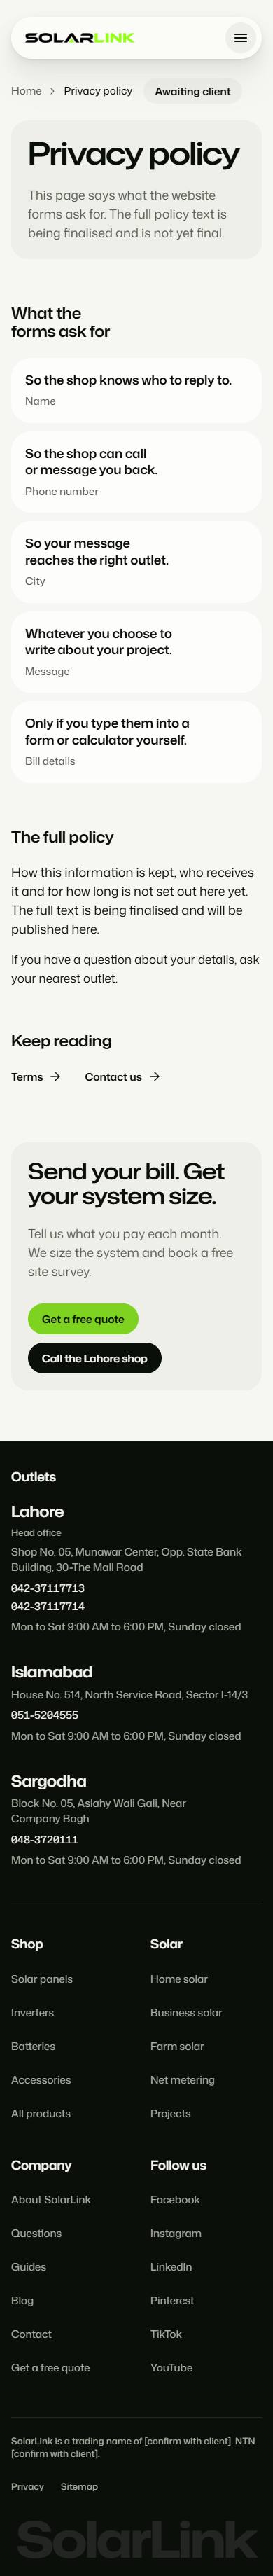 SOLARLINK
Home > Privacy policy Awaiting client
Privacy policy
This page says what the website
forms ask for. The full policy text is
being finalised and is not yet final.
What the
forms ask for
So the shop knows who to reply to.
Name
So the shop can call
or message you back.
Phone number
So your message
reaches the right outlet.
City
Whatever you choose to
write about your project.
Message
Only if you type them into a
form or calculator yourself.
Bill details
The full policy
How this information is kept, who receives
it and for how long is not set out here yet.
The full text is being finalised and will be
published here.
If you have a question about your details, ask
your nearest outlet.
Keep reading
Terms → Contact us →
Send your bill. Get
your system size.
Tell us what you pay each month.
We size the system and book a free
site survey.
Get a free quote
Call the Lahore shop
Outlets
Lahore
Head office
Shop No. 05, Munawar Center, Opp. State Bank
Building, 30-The Mall Road
042-37117713
042-37117714
Mon to Sat 9:00 AM to 6:00 PM, Sunday closed
Islamabad
House No. 514, North Service Road, Sector I-14/3
051-5204555
Mon to Sat 9:00 AM to 6:00 PM, Sunday closed
Sargodha
Block No. 05, Aslahy Wali Gali, Near
Company Bagh
048-3720111
Mon to Sat 9:00 AM to 6:00 PM, Sunday closed
Shop
Solar panels
Inverters
Batteries
Accessories
All products
Solar
Home solar
Business solar
Farm solar
Net metering
Projects
Company
About SolarLink
Questions
Guides
Blog
Contact
Get a free quote
Follow us
Facebook
Instagram
LinkedIn
Pinterest
TikTok
YouTube
SolarLink is a trading name of [confirm with client]. NTN
[confirm with client].
Privacy Sitemap
SolarLink